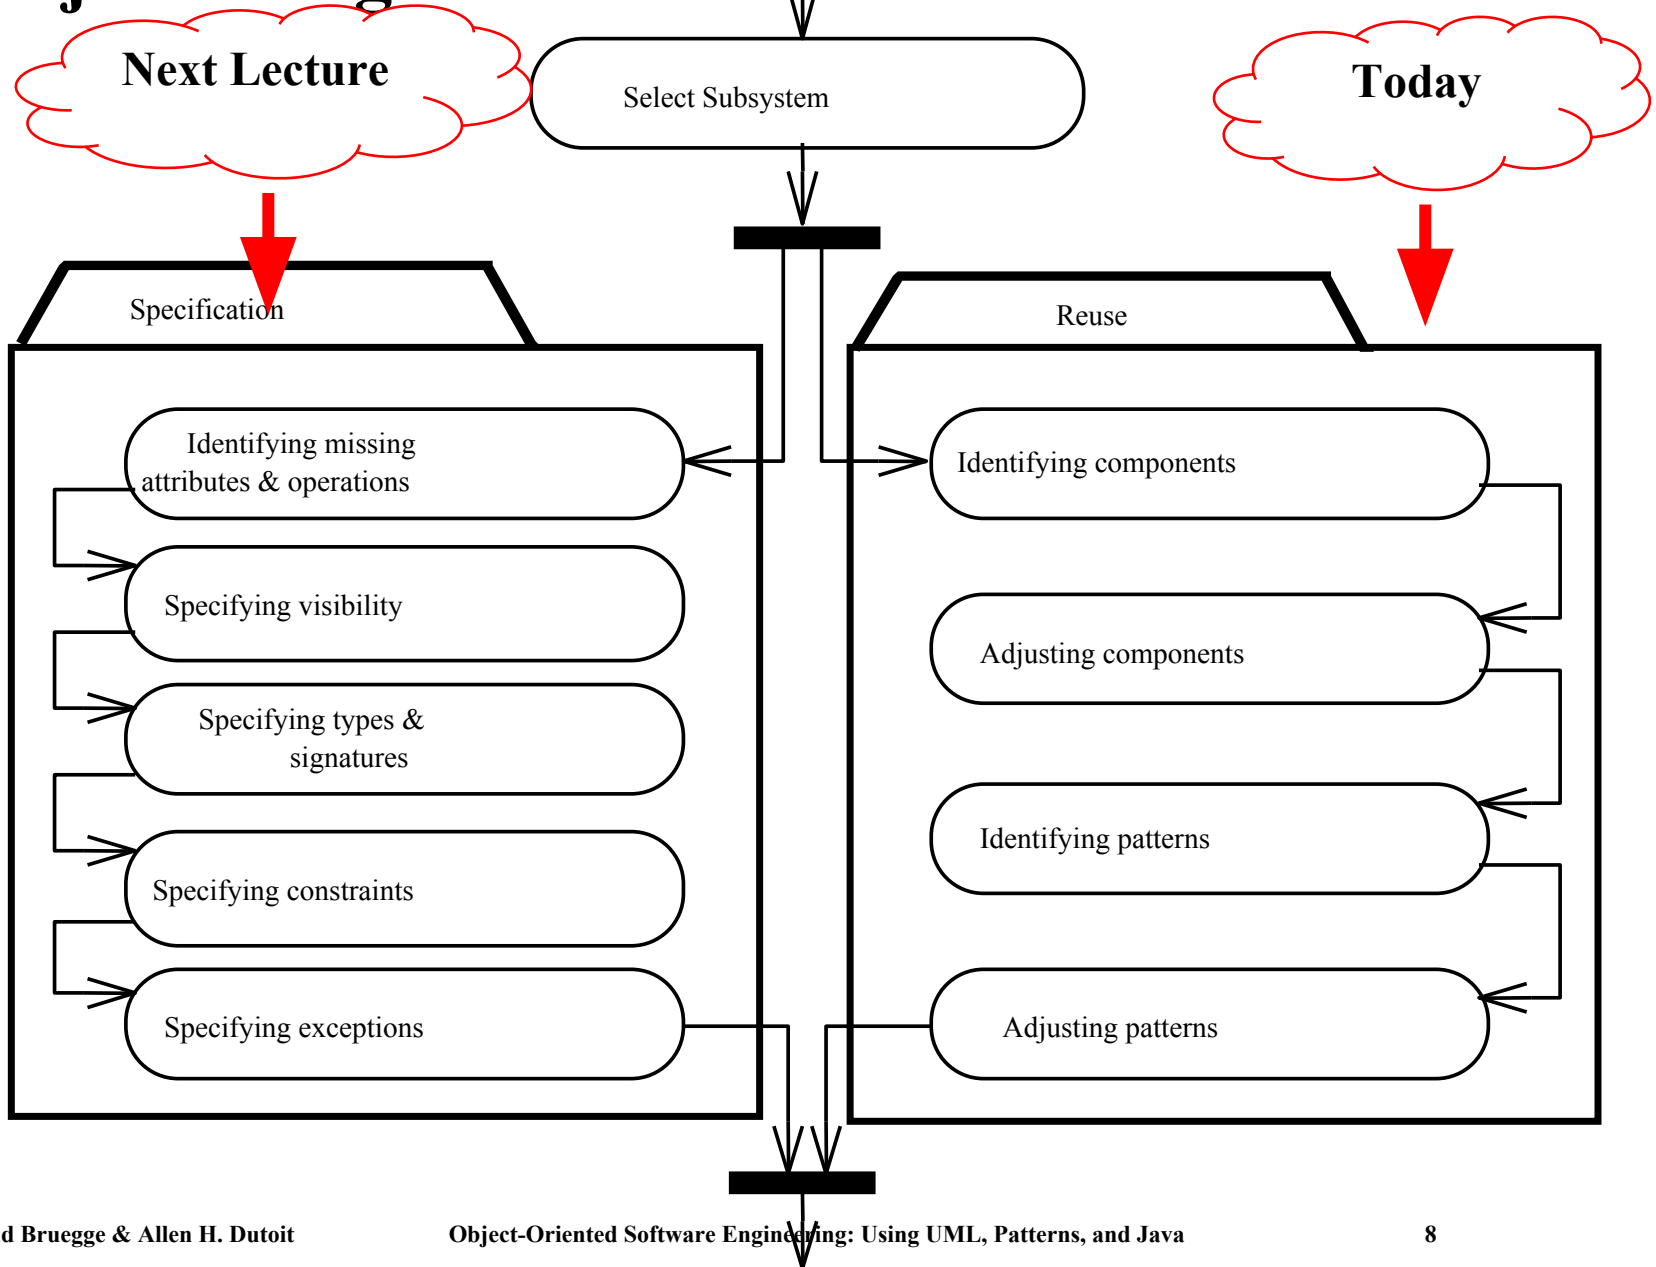 Next Lecture
Today
Select Subsystem
Specification
Reuse
Identifying missing
attributes & operations
Identifying components
Specifying visibility
Adjusting components
Specifying types &
signatures
Identifying patterns
Specifying constraints
Specifying exceptions
Adjusting patterns
d Bruegge & Allen H. Dutoit
Object-Oriented Software Engineering: Using UML, Patterns, and Java
8